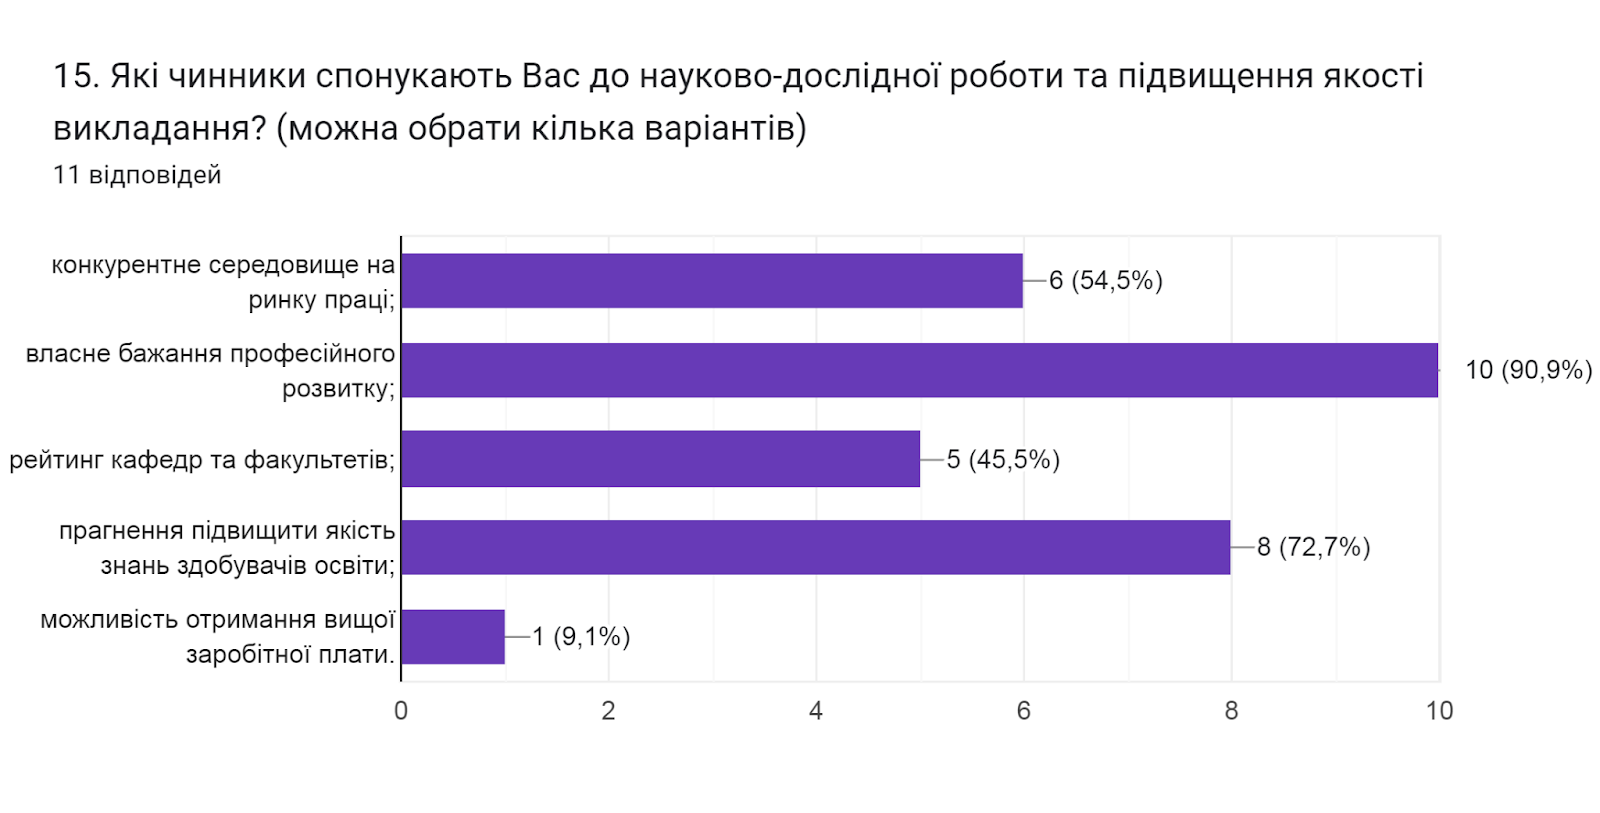 15. Які чинники спонукають Вас до науково-дослідної роботи та підвищення якості
викладання? (можна обрати кілька варіантів)
11 відповідей
конкурентне середовище на
ринку праці;
6 (54,5%)
власне бажання професійного
розвитку;
10 (90,9%)
рейтинг кафедр та факультетів;
5 (45,5%)
прагнення підвищити якість
знань здобувачів освіти;
8 (72,7%)
можливість отримання вищої
заробітної плати.
1 (9,1%)
0 2 4 6 8 10